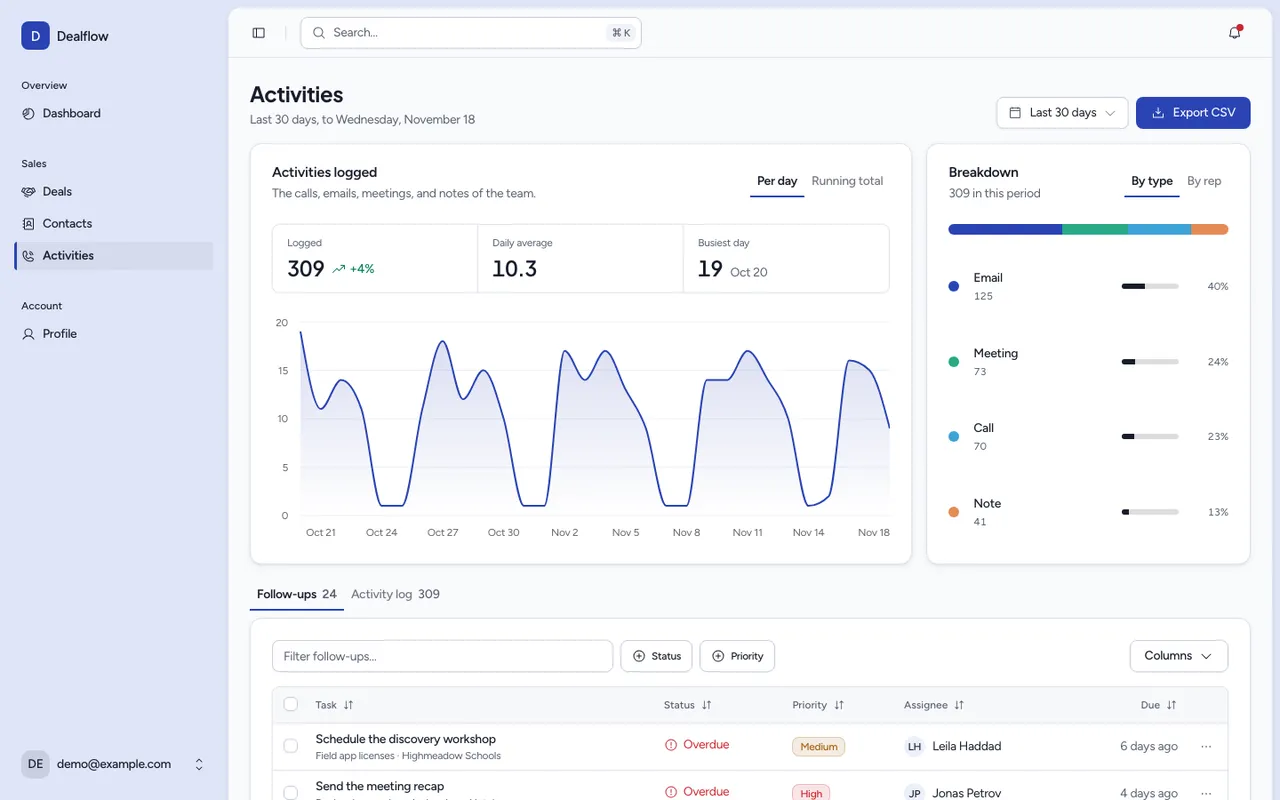 D Dealflow
Overview
Dashboard
Sales
Deals
Contacts
Activities
Account
Profile
DE demo@example.com
Search... ⌘ K
Activities
Last 30 days, to Wednesday, November 18
Last 30 days
Export CSV
Activities logged
The calls, emails, meetings, and notes of the team.
Per day Running total
Logged
309 +4%
Daily average
10.3
Busiest day
19 Oct 20
20
15
10
5
0
Oct 21 Oct 24 Oct 27 Oct 30 Nov 2 Nov 5 Nov 8 Nov 11 Nov 14 Nov 18
Breakdown
309 in this period
By type By rep
Email
125
40%
Meeting
73
24%
Call
70
23%
Note
41
13%
Follow-ups 24 Activity log 309
Filter follow-ups...
Status
Priority
Columns
Task Status Priority Assignee Due
Schedule the discovery workshop
Field app licenses · Highmeadow Schools
Overdue Medium LH Leila Haddad 6 days ago
Send the meeting recap
Overdue High JP Jonas Petrov 4 days ago